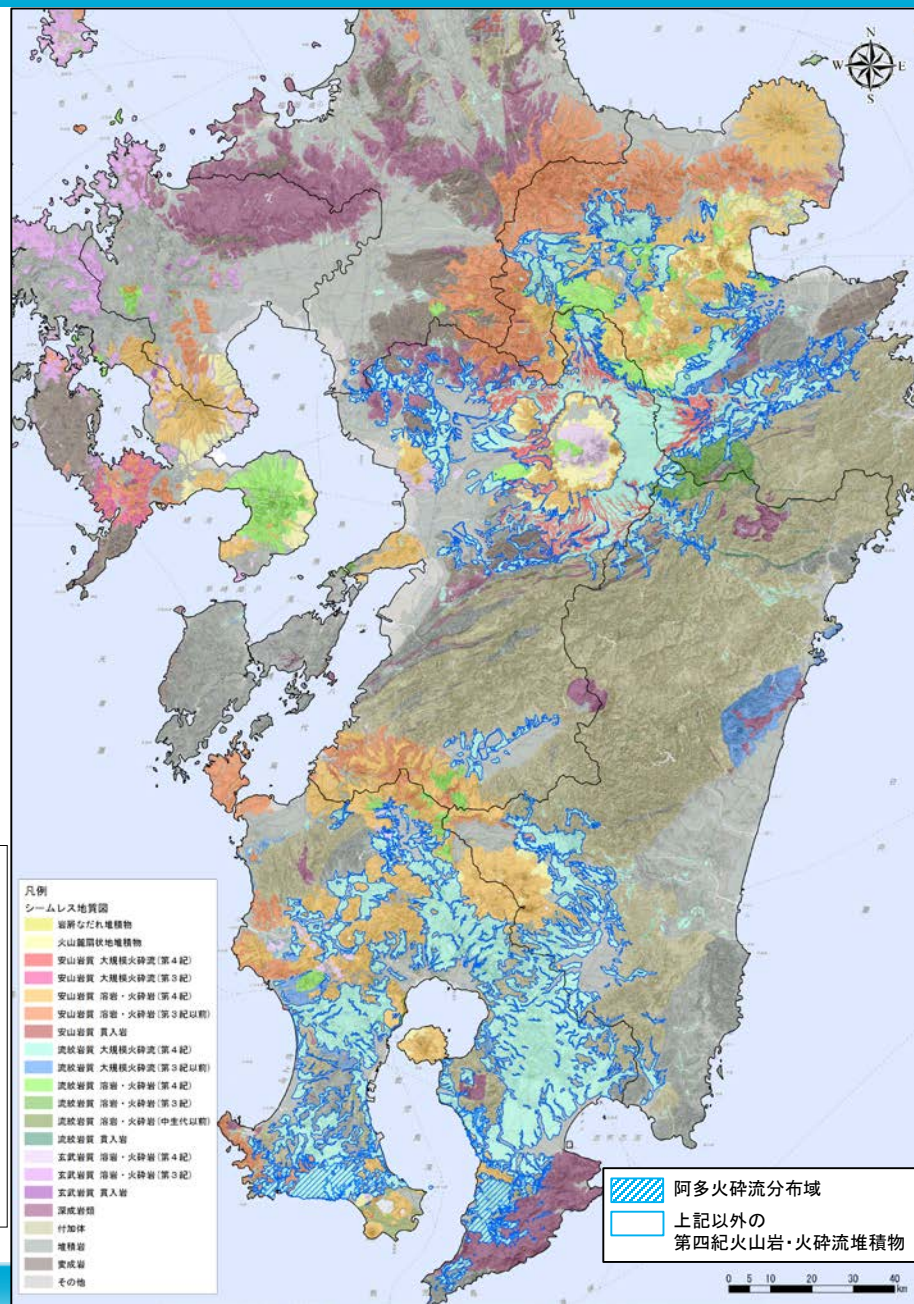 N
W
E
S
凡例
シームレス地質図
岩屑なだれ堆積物
火山麓扇状地堆積物
安山岩質 大規模火砕流(第4紀)
安山岩質 大規模火砕流(第3紀)
安山岩質 溶岩・火砕岩(第4紀)
安山岩質 溶岩・火砕岩(第3紀以前)
安山岩質 貫入岩
流紋岩質 大規模火砕流(第4紀)
流紋岩質 大規模火砕流(第3紀以前)
流紋岩質 溶岩・火砕岩(第4紀)
流紋岩質 溶岩・火砕岩(第3紀)
流紋岩質 溶岩・火砕岩(中生代以前)
流紋岩質 貫入岩
玄武岩質 溶岩・火砕岩(第4紀)
玄武岩質 溶岩・火砕岩(第3紀)
玄武岩質 貫入岩
深成岩類
付加体
堆積岩
変成岩
その他
阿多火砕流分布域
上記以外の
第四紀火山岩・火砕流堆積物
0 5 10 20 30 40
km